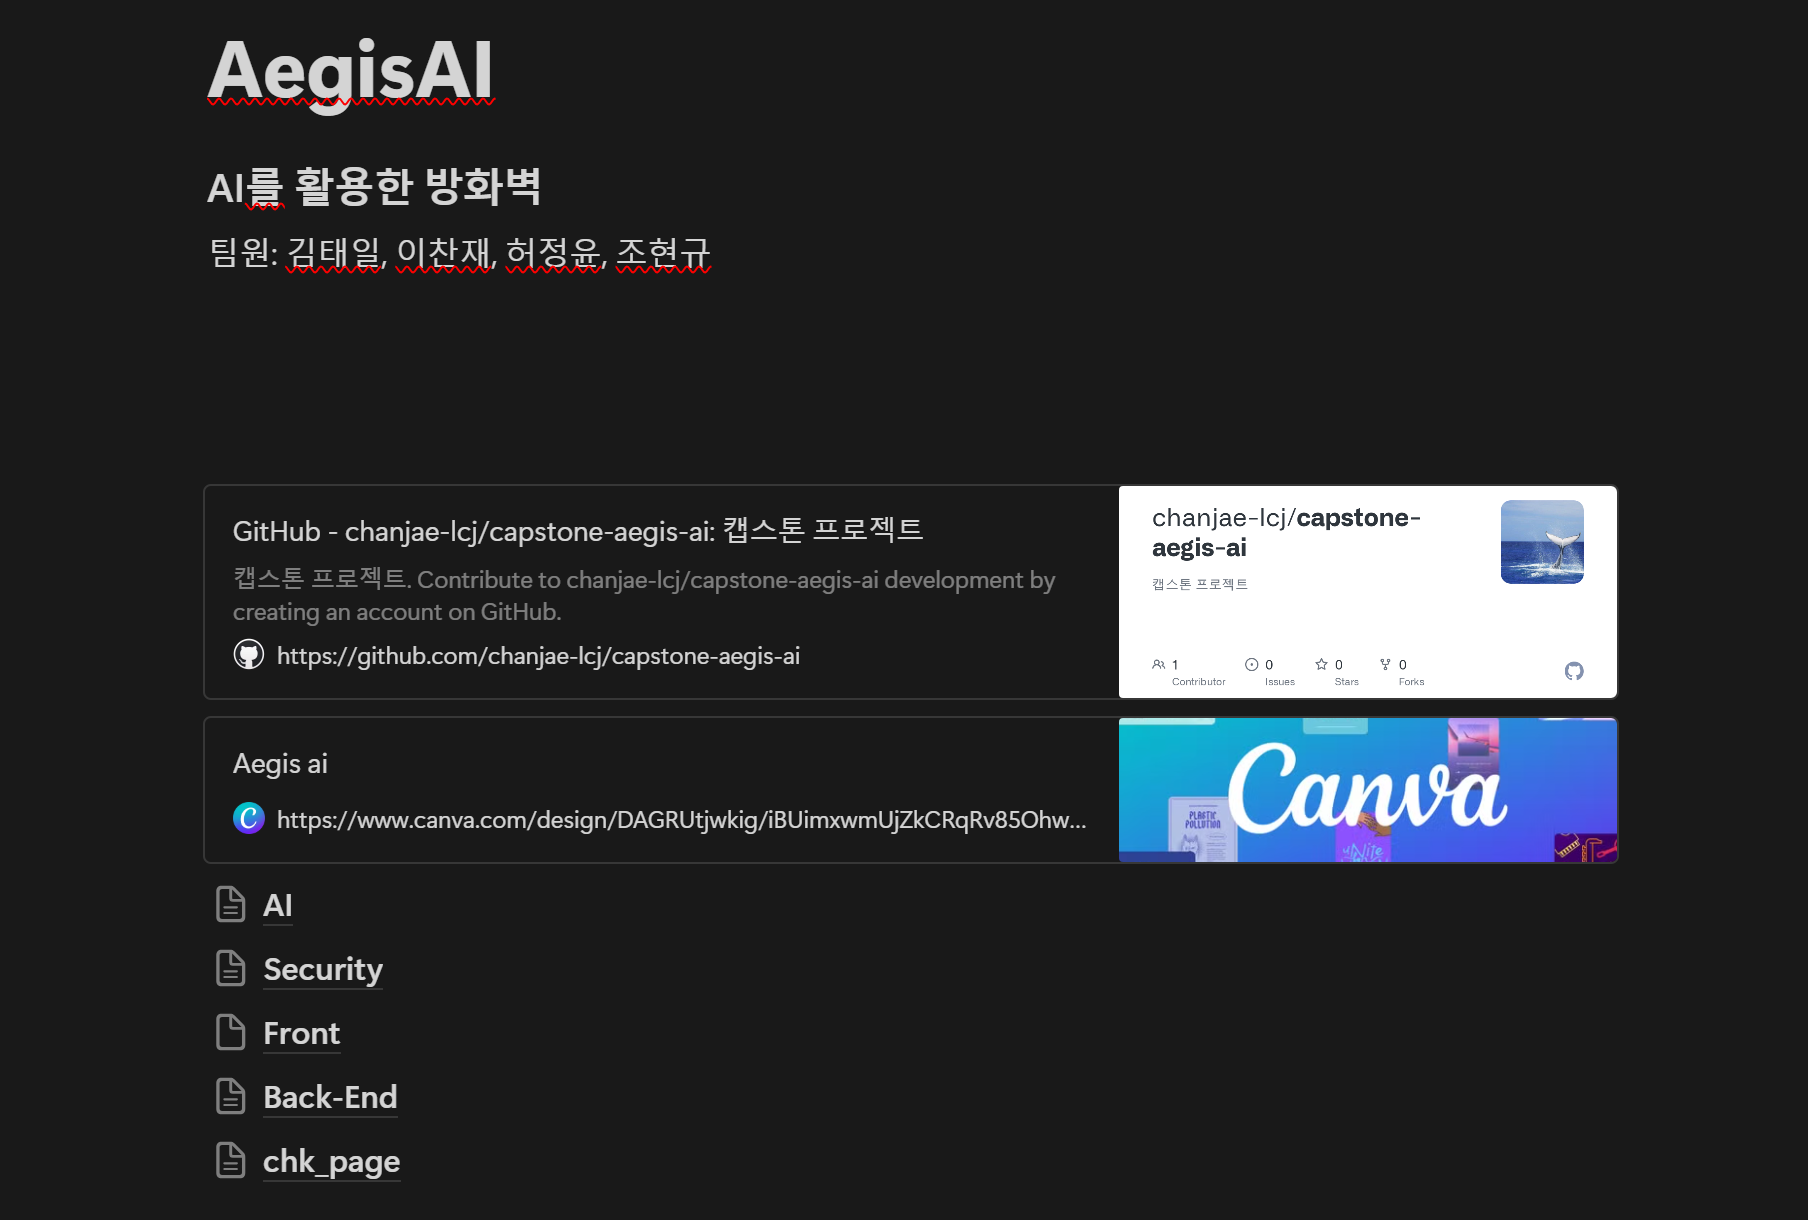 AegisAI
AI를 활용한 방화벽
팀원: 김태일, 이찬재, 허정윤, 조현규
GitHub - chanjae-lcj/capstone-aegis-ai: 캡스톤 프로젝트
캡스톤 프로젝트. Contribute to chanjae-lcj/capstone-aegis-ai development by
creating an account on GitHub.
https://github.com/chanjae-lcj/capstone-aegis-ai
chanjae-lcj/capstone-
aegis-ai
캡스톤 프로젝트
1
Contributor
0
Issues
0
Stars
0
Forks
Aegis ai
https://www.canva.com/design/DAGRUtjwkig/iBUimxwmUjZkCRqRv85Ohw...
Canva
PLASTIC
POLLUTION
AI
Security
Front
Back-End
chk_page